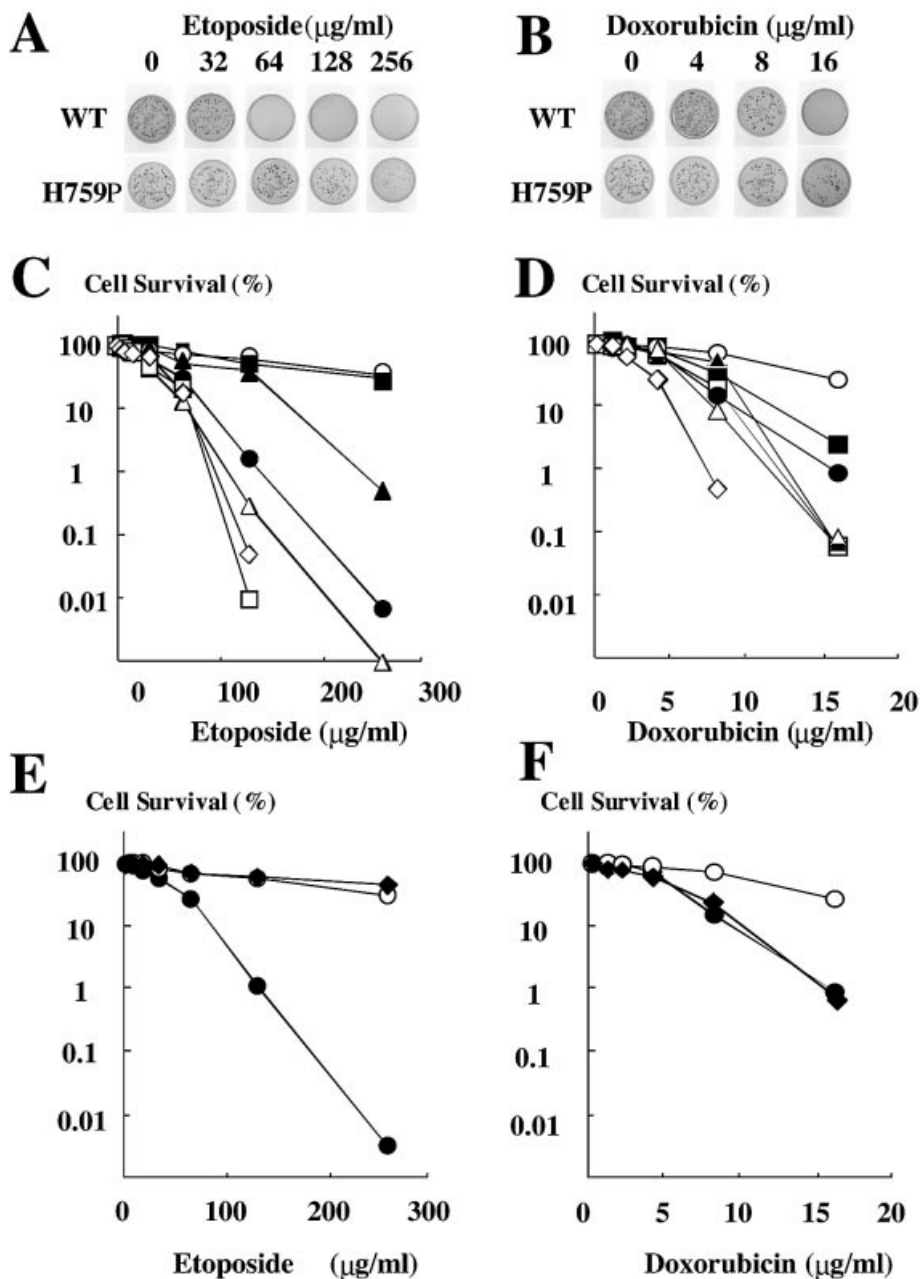 A Etoposide (μg/ml)
0 32 64 128 256
WT
H759P
B Doxorubicin (μg/ml)
0 4 8 16
WT
H759P
C Cell Survival (%)
100
10
1
0.1
0.01
0 100 200 300
Etoposide (μg/ml)
D Cell Survival (%)
100
10
1
0.1
0.01
0 5 10 15 20
Doxorubicin (μg/ml)
E Cell Survival (%)
100
10
1
0.1
0.01
0 100 200 300
Etoposide (μg/ml)
F Cell Survival (%)
100
10
1
0.1
0.01
0 5 10 15 20
Doxorubicin (μg/ml)